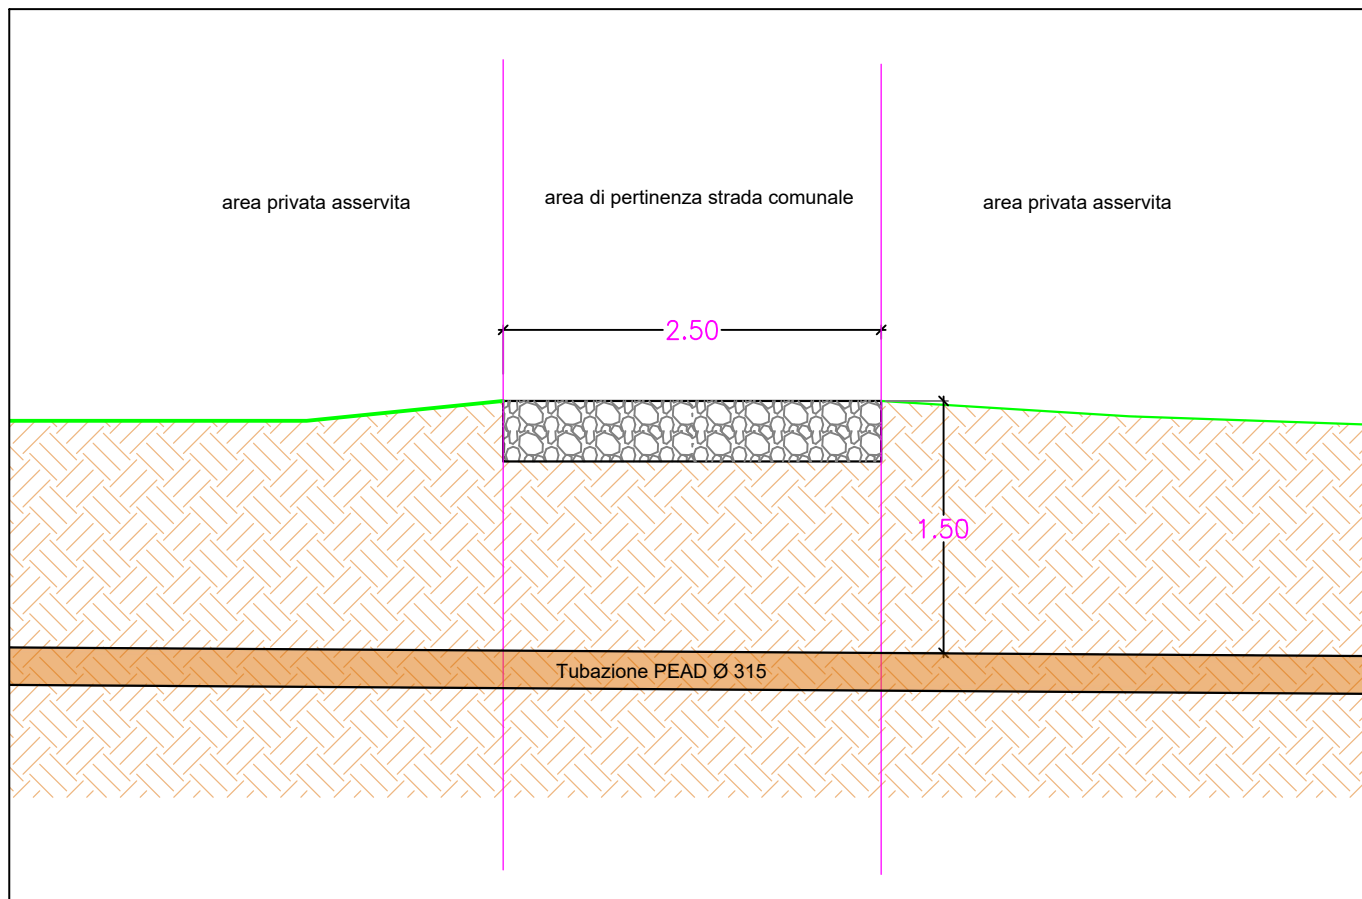 area privata asservita
area di pertinenza strada comunale
area privata asservita
2.50
1.50
Tubazione PEAD Ø 315